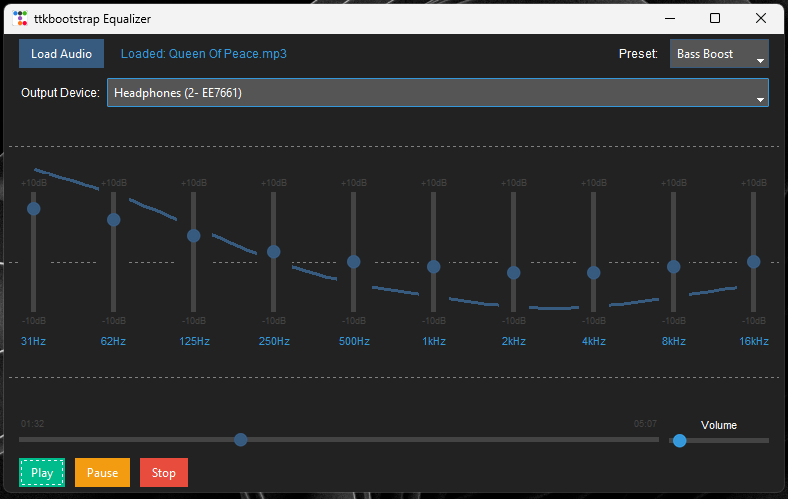 ttkbootstrap Equalizer
Load Audio Loaded: Queen Of Peace.mp3 Preset: Bass Boost
Output Device: Headphones (2- EE7661)
+10dB +10dB +10dB +10dB +10dB +10dB +10dB +10dB +10dB +10dB
-10dB -10dB -10dB -10dB -10dB -10dB -10dB -10dB -10dB -10dB
31Hz 62Hz 125Hz 250Hz 500Hz 1kHz 2kHz 4kHz 8kHz 16kHz
01:32 05:07 Volume
Play Pause Stop